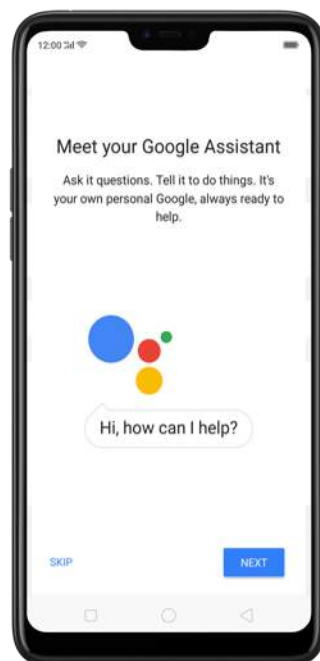 12:00
Meet your Google Assistant
Ask it questions. Tell it to do things. It's
your own personal Google, always ready to
help.
Hi, how can I help?
SKIP
NEXT